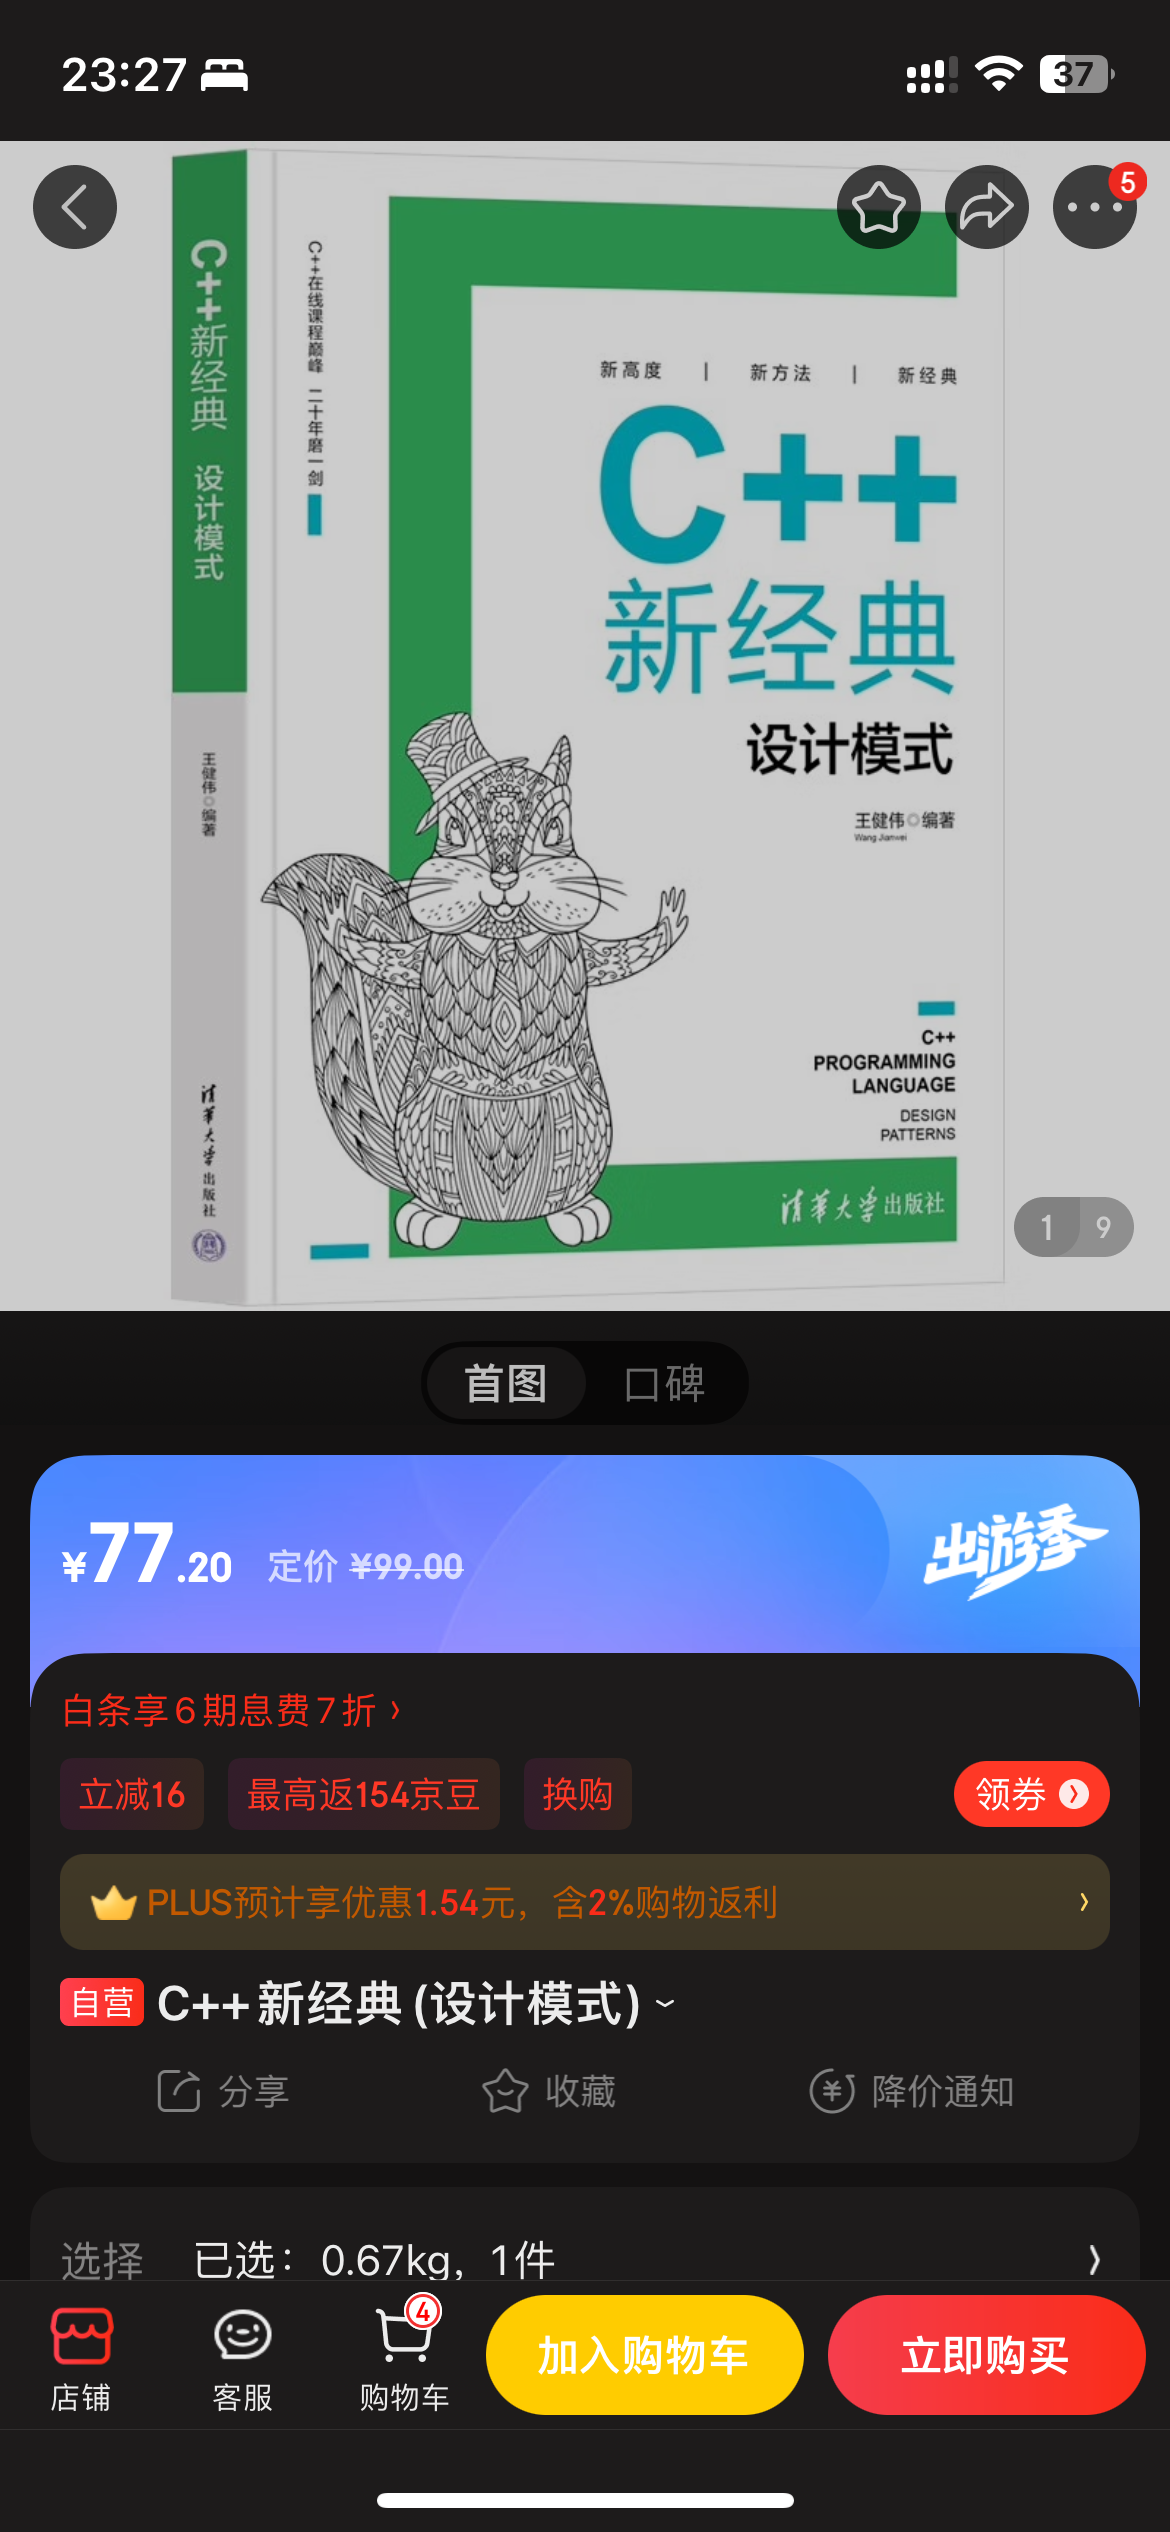 23:27
37
5
C++新经典 设计模式
王健伟◎编著
清华大学出版社
C++在线课程巅峰 二十年磨一剑
新高度 | 新方法 | 新经典
C++
新经典
设计模式
王健伟◎编著
Wang Jianwei
C++
PROGRAMMING
LANGUAGE
DESIGN
PATTERNS
清华大学出版社
1 9
首图 口碑
¥77.20 定价 ¥99.00
出游季
白条享6期息费7折 ›
立减16 最高返154京豆 换购 领券
PLUS预计享优惠1.54元，含2%购物返利
自营 C++新经典(设计模式)
分享 收藏 降价通知
选择 已选：0.67kg，1件
4
店铺 客服 购物车 加入购物车 立即购买